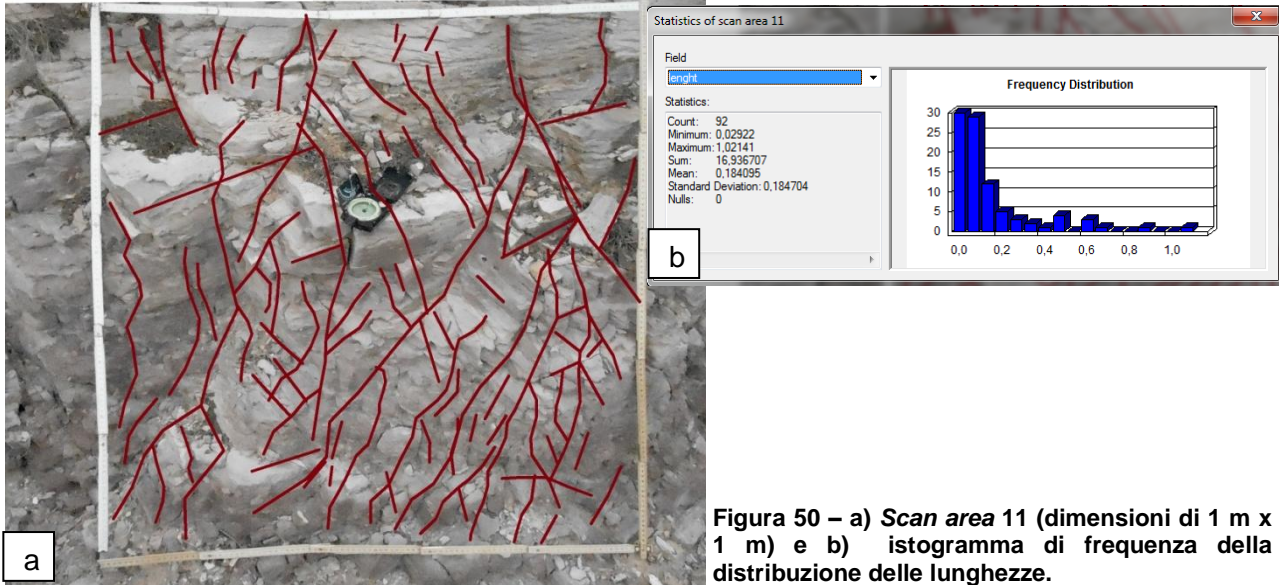 a
Statistics of scan area 11
Field
lenght
Statistics:
Count: 92
Minimum: 0,02922
Maximum: 1,02141
Sum: 16,936707
Mean: 0,184095
Standard Deviation: 0,184704
Nulls: 0
Frequency Distribution
30
25
20
15
10
5
0
0,0 0,2 0,4 0,6 0,8 1,0
b
Figura 50 – a) Scan area 11 (dimensioni di 1 m x
1 m) e b) istogramma di frequenza della
distribuzione delle lunghezze.